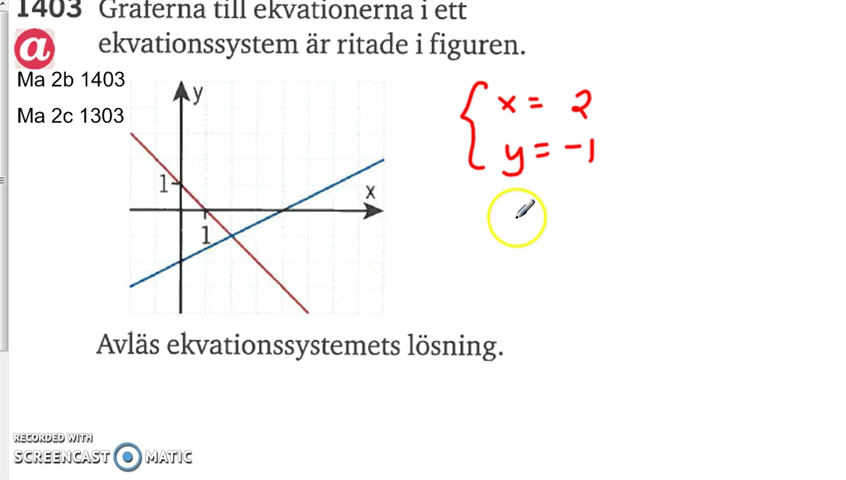 1403 Graferna till ekvationerna i ett
a ekvationssystem är ritade i figuren.
Ma 2b 1403
Ma 2c 1303
y
x
1
1
x = 2
y = -1
Avläs ekvationssystemets lösning.
RECORDED WITH
SCREENCAST MATIC